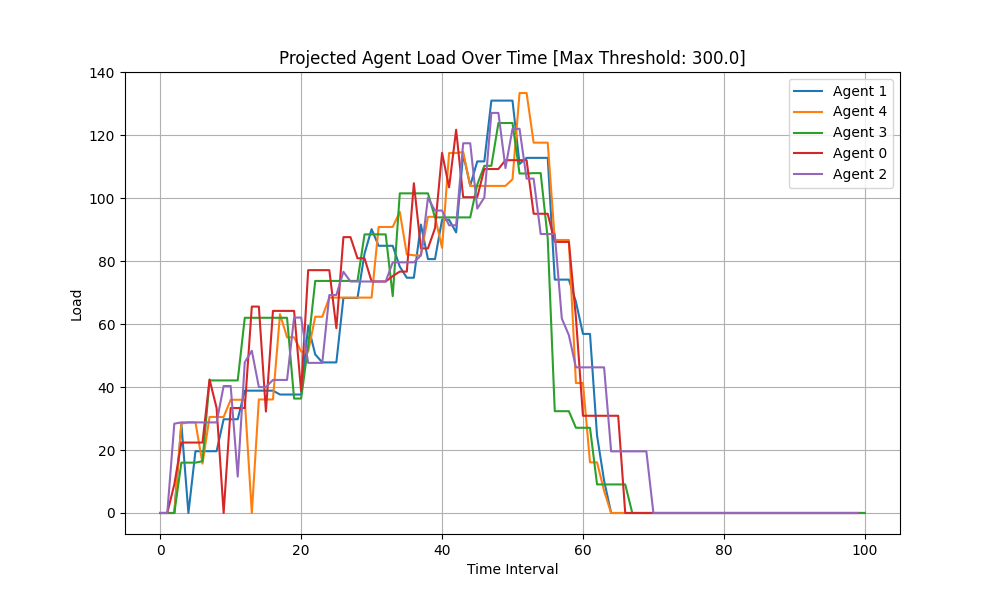 Projected Agent Load Over Time [Max Threshold: 300.0]
Load
140
120
100
80
60
40
20
0
Agent 1
Agent 4
Agent 3
Agent 0
Agent 2
0 20 40 60 80 100
Time Interval